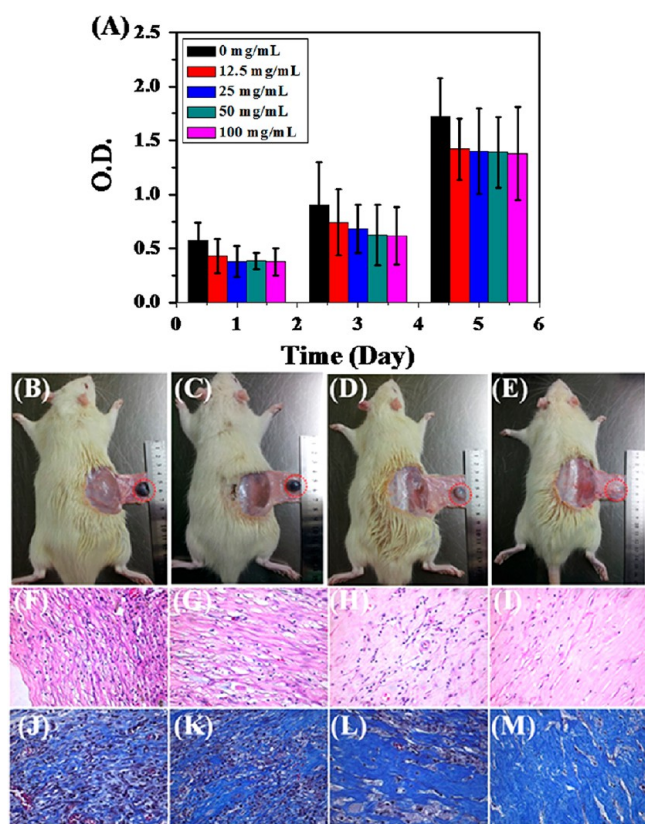 (A)
2.5
0 mg/mL
12.5 mg/mL
25 mg/mL
50 mg/mL
100 mg/mL
2.0
1.5
O.D.
1.0
0.5
0.0
0 1 2 3 4 5 6
Time (Day)
(B) (C) (D) (E)
(F) (G) (H) (I)
(J) (K) (L) (M)